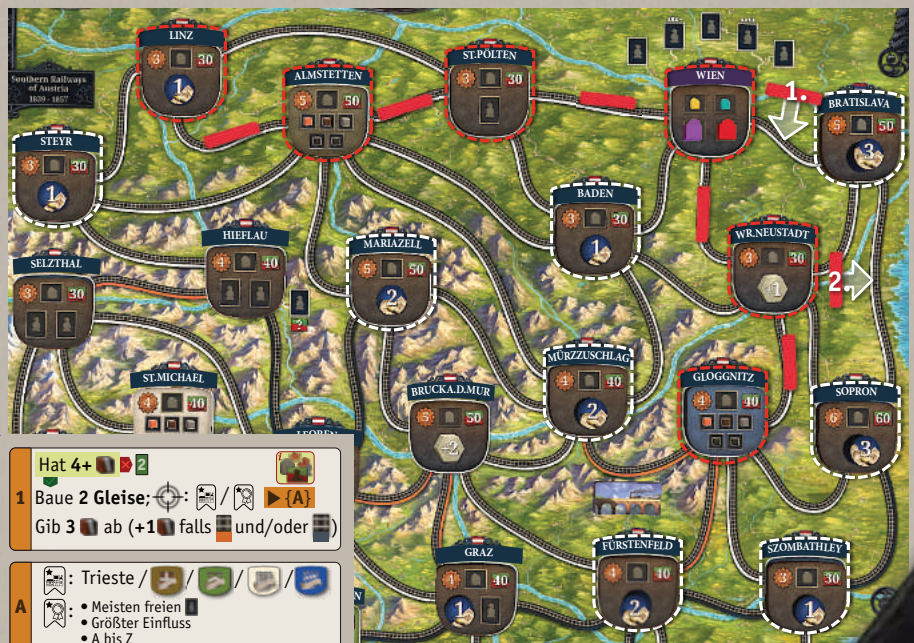 LINZ
3 30
1
ALMSTETTEN
5 50
ST.PÖLTEN
3 30
WIEN
1.
BRATISLAVA
5 50
3
Southern Railways
of Austria
1839 - 1857
STEYR
3 30
1
BADEN
3 30
1
HIEFLAU
4 40
MARIAZELL
5 50
2
WR.NEUSTADT
3 30
+1
2.
SELZTHAL
3 30
2
ST.MICHAEL
4 40
BRUCK A.D.MUR
5 50
+2
MÜRZZUSCHLAG
4 40
2
GLOGGNITZ
4 40
SOPRON
6 60
3
LEOBEN
GRAZ
4 40
1
FÜRSTENFELD
4 40
2
SZOMBATHLEY
3 30
1
1
Hat 4+ 2
Baue 2 Gleise; : / {A}
Gib 3 ab (+1 falls und/oder )
A
: Trieste / / / /
: • Meisten freien
• Größter Einfluss
• A bis Z